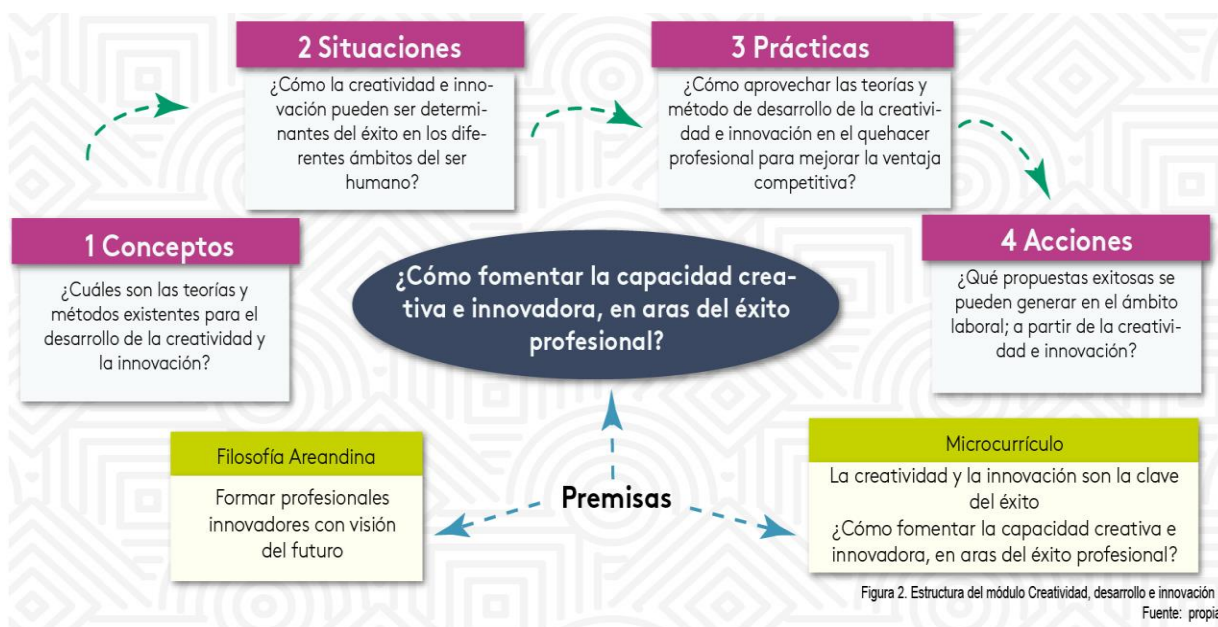 2 Situaciones
¿Cómo la creatividad e inno-
vación pueden ser determi-
nantes del éxito en los dife-
rentes ámbitos del ser
humano?
3 Prácticas
¿Cómo aprovechar las teorías y
método de desarrollo de la creativi-
dad e innovación en el quehacer
profesional para mejorar la ventaja
competitiva?
1 Conceptos
¿Cuáles son las teorías y
métodos existentes para el
desarrollo de la creatividad y
la innovación?
¿Cómo fomentar la capacidad crea-
tiva e innovadora, en aras del éxito
profesional?
4 Acciones
¿Qué propuestas exitosas se
pueden generar en el ámbito
laboral; a partir de la creativi-
dad e innovación?
Filosofía Areandina
Formar profesionales
innovadores con visión
del futuro
Premisas
Microcurrículo
La creatividad y la innovación son la clave
del éxito
¿Cómo fomentar la capacidad creativa e
innovadora, en aras del éxito profesional?
Figura 2. Estructura del módulo Creatividad, desarrollo e innovación
Fuente: propia